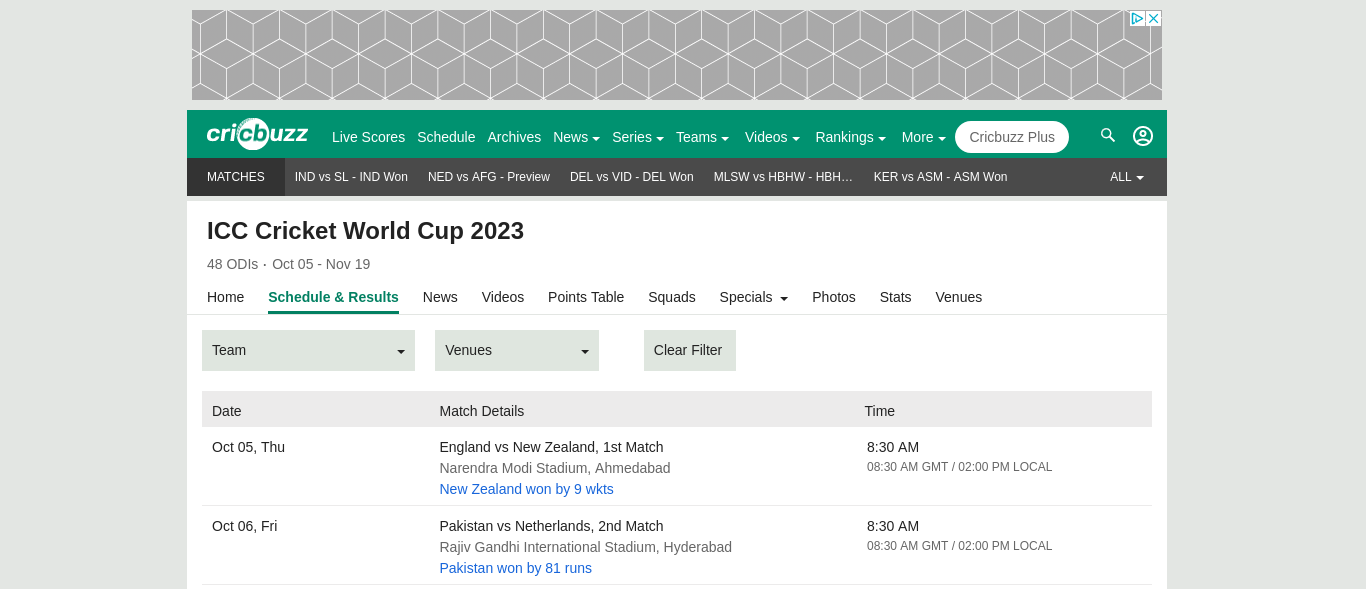 cricbuzz Live Scores Schedule Archives News Series Teams Videos Rankings More Cricbuzz Plus
MATCHES IND vs SL - IND Won NED vs AFG - Preview DEL vs VID - DEL Won MLSW vs HBHW - HBH… KER vs ASM - ASM Won ALL
ICC Cricket World Cup 2023
48 ODIs · Oct 05 - Nov 19
Home Schedule & Results News Videos Points Table Squads Specials Photos Stats Venues
Team Venues Clear Filter
Date Match Details Time
Oct 05, Thu England vs New Zealand, 1st Match 8:30 AM
Narendra Modi Stadium, Ahmedabad 08:30 AM GMT / 02:00 PM LOCAL
New Zealand won by 9 wkts
Oct 06, Fri Pakistan vs Netherlands, 2nd Match 8:30 AM
Rajiv Gandhi International Stadium, Hyderabad 08:30 AM GMT / 02:00 PM LOCAL
Pakistan won by 81 runs